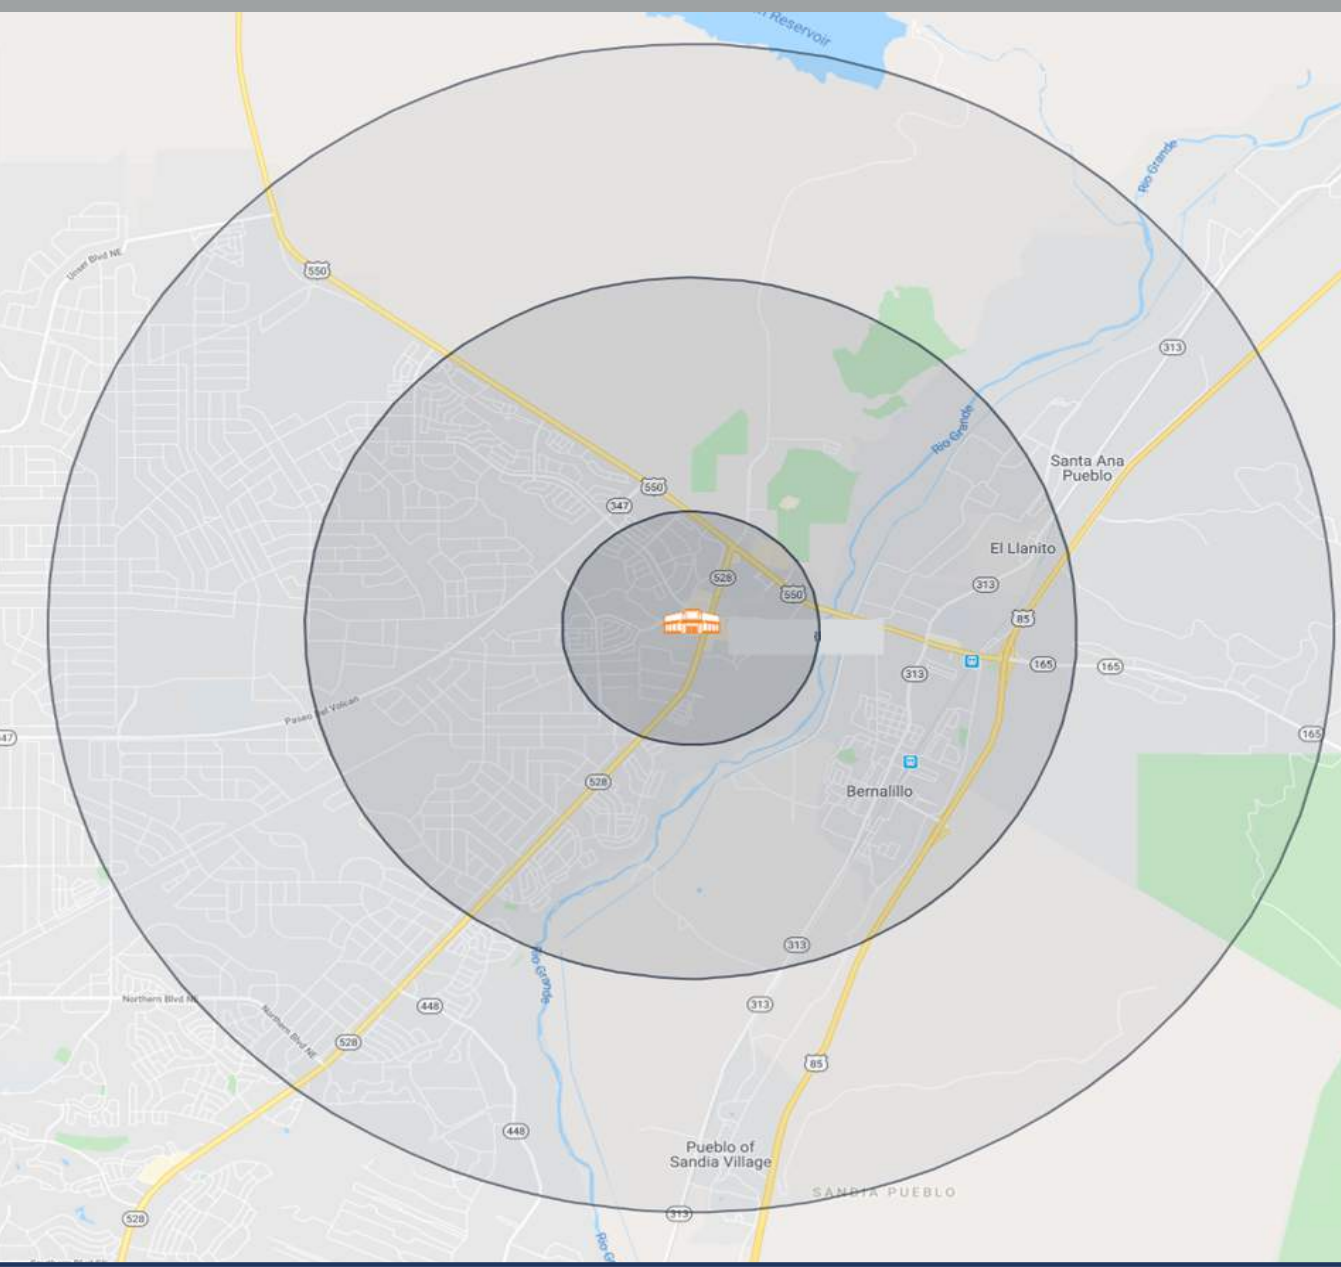 Reservoir
Rio Grande
Unser Blvd NE
550
313
Rio Grande
Santa Ana
Pueblo
550
347
El Llanito
528
313
550
85
165
165
313
Paseo del Volcan
165
47
528
Bernalillo
313
Rio Grande
Northern Blvd NE
448
313
Northern Blvd NE
528
85
448
Pueblo of
Sandia Village
SANDIA PUEBLO
528
313
Rio G